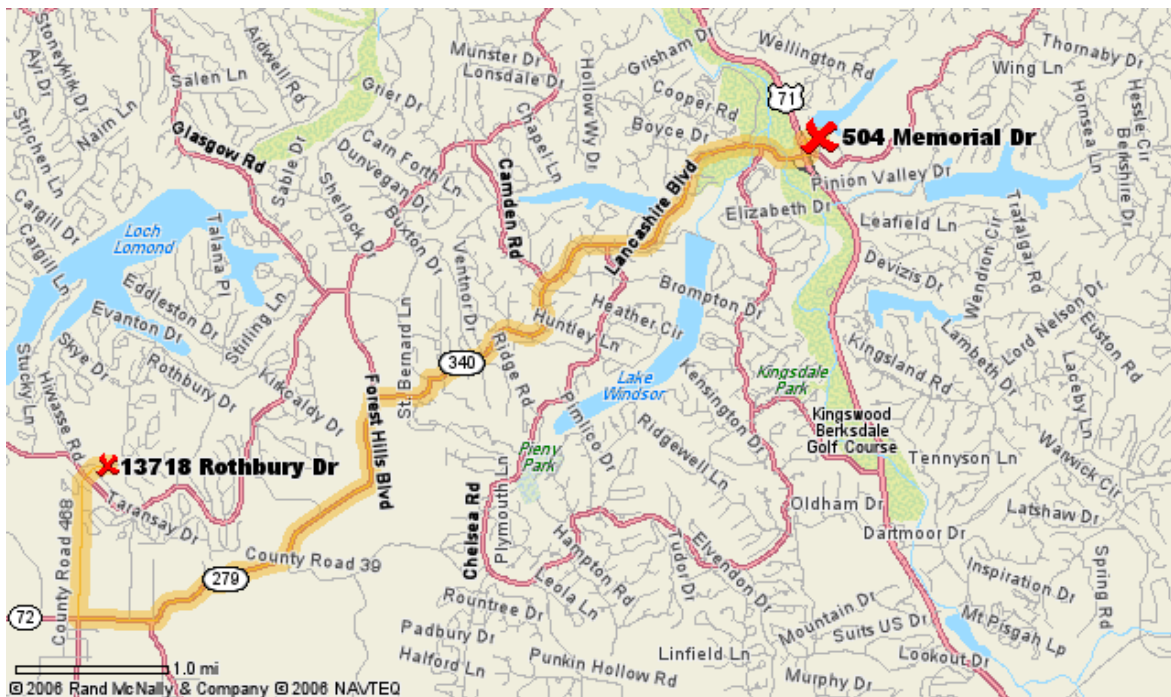 Stoneykirk Dr
Ayr Dr
Strichen Ln
Nairn Ln
Salen Ln
Ardwell Rd
Grier Dr
Munster Dr
Lonsdale Dr
Hollow Wy Dr
Grisham Dr
Wellington Rd
Thornaby Dr
Wing Ln
Hornsea Ln
Hessle Cir
Berkshire Dr
71
Cooper Rd
Boyce Dr
504 Memorial Dr
Glasgow Rd
Sable Dr
Sherlock Dr
Dunvegan Dr
Carn Forth Ln
Buxton Dr
Chapel Ln
Camden Rd
Lancashire Blvd
Pinion Valley Dr
Elizabeth Dr
Leafield Dr
Trafalgar Rd
Cargill Dr
Cargill Ln
Loch
Lomond
Talana Pl
Eddleston Dr
Evanton Dr
Stirling Ln
Ventnor Dr
St. Bernard Ln
Devizis Dr
Wendron Cir
Brompton Dr
Heather Cir
Huntley Ln
Lord Nelson Dr
Euston Rd
Lambeth Dr
Kingsland Rd
Laceby Ln
Skye Dr
Stucky Ln
Hiwasse Rd
Rothbury Dr
Kirkcaldy Dr
Forest Hills Blvd
340
Ridge Rd
Pimlico Dr
Lake
Windsor
Kingsdale
Park
Kensington Dr
Ridgewell Ln
Kingswood
Berksdale
Golf Course
Tennyson Ln
Warwick Cir
13718 Rothbury Dr
Taransay Dr
County Road 468
Pieny
Park
Plymouth Ln
Chelsea Rd
Oldham Dr
Dartmoor Dr
Latshaw Dr
Spring Rd
County Road 39
279
72
Hampton Rd
Leola Ln
Tudor Dr
Elvendon Dr
Inspiration Dr
Rountree Dr
Padbury Dr
Halford Ln
Punkin Hollow Rd
Linfield Ln
Mountain Dr
Suits US Dr
Murphy Dr
Lookout Dr
Mt Pisgah Lp
1.0 mi
© 2006 Rand McNally & Company © 2006 NAVTEQ